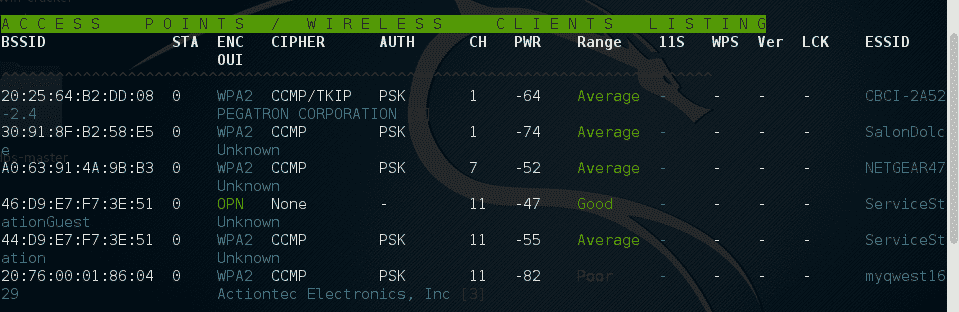 ACCESS POINTS / WIRELESS CLIENTS LISTING
BSSID STA ENC CIPHER AUTH CH PWR Range 11S WPS Ver LCK ESSID
OUI
^^^^^^^^^^^^^^^^^^^^^^^^^^^^^^^^^^^^^^^^^^^^^^^^^^^^^^^^^^^^^^^^^^^^^^^^^^^^^^^
20:25:64:B2:DD:08 0 WPA2 CCMP/TKIP PSK 1 -64 Average - - - - CBCI-2A52
-2.4 PEGATRON CORPORATION
30:91:8F:B2:58:E5 0 WPA2 CCMP PSK 1 -74 Average - - - - SalonDolc
e Unknown
A0:63:91:4A:9B:B3 0 WPA2 CCMP PSK 7 -52 Average - - - - NETGEAR47
Unknown
46:D9:E7:F7:3E:51 0 OPN None - 11 -47 Good - - - - ServiceSt
ationGuest Unknown
44:D9:E7:F7:3E:51 0 WPA2 CCMP PSK 11 -55 Average - - - - ServiceSt
ation Unknown
20:76:00:01:86:04 0 WPA2 CCMP PSK 11 -82 Poor - - - - myqwest16
29 Actiontec Electronics, Inc [3]